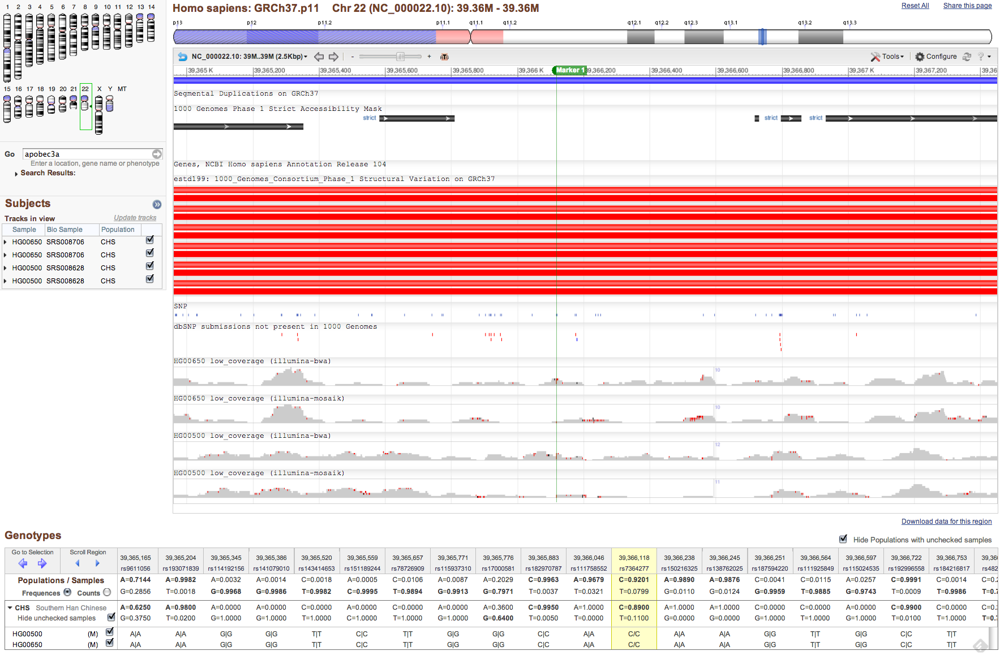 1 2 3 4 5 6 7 8 9 10 11 12 13 14
15 16 17 18 19 20 21 22 X Y MT
Go apobec3a
Enter a location, gene name or phenotype
Search Results:
Subjects
Tracks in view Update tracks
Sample Bio Sample Population
HG00650 SRS008706 CHS
HG00650 SRS008706 CHS
HG00500 SRS008628 CHS
HG00500 SRS008628 CHS
Homo sapiens: GRCh37.p11 Chr 22 (NC_000022.10): 39.36M - 39.36M
Reset All Share this page
p13 p12 p11.2 p11.1 q11.1 q11.2 q12.1 q12.2 q12.3 q13.1 q13.2 q13.3
NC_000022.10: 39M..39M (2.5Kbp) - + ATG Tools Configure ?
39,365 K 39,365,200 39,365,400 39,365,600 39,365,800 39,366 K Marker 1 39,366,200 39,366,400 39,366,600 39,366,800 39,367 K 39,367,200 39,36
Segmental Duplications on GRCh37
1000 Genomes Phase 1 Strict Accessibility Mask
strict strict strict
Genes, NCBI Homo sapiens Annotation Release 104
estd199: 1000_Genomes_Consortium_Phase_1 Structural Variation on GRCh37
SNP
dbSNP submissions not present in 1000 Genomes
HG00650 low_coverage (illumina-bwa)
10
HG00650 low_coverage (illumina-mosaik)
10
HG00500 low_coverage (illumina-bwa)
12
HG00500 low_coverage (illumina-mosaik)
11
Download data for this region
Genotypes
Hide Populations with unchecked samples
Go to Selection Scroll Region
39,365,165 39,365,204 39,365,345 39,365,386 39,365,520 39,365,559 39,365,657 39,365,771 39,365,776 39,365,883 39,366,046 39,366,118 39,366,238 39,366,245 39,366,251 39,366,564 39,366,597 39,366,722 39,366,753 39,36
rs9611056 rs193071839 rs114192156 rs141079010 rs143414653 rs151189244 rs78726909 rs115937310 rs17000581 rs182970787 rs111758552 rs7364277 rs150216325 rs138762025 rs187594220 rs111925849 rs115024535 rs192996558 rs184216817 rs482
Populations / Samples A=0.7144 A=0.9982 A=0.0032 A=0.0014 C=0.0018 A=0.0005 C=0.0106 A=0.0087 A=0.2029 C=0.9963 A=0.9679 C=0.9201 A=0.9890 A=0.9876 C=0.0041 C=0.0115 A=0.0257 C=0.9991 C=0.0014 C=0.2
Frequences Counts G=0.2856 T=0.0018 G=0.9968 G=0.9986 T=0.9982 C=0.9995 T=0.9894 G=0.9913 G=0.7971 T=0.0037 T=0.0321 T=0.0799 G=0.0110 G=0.0124 G=0.9959 T=0.9885 G=0.9743 T=0.0009 T=0.9986 T=0.7
CHS Southern Han Chinese A=0.6250 A=0.9800 A=0.0000 A=0.0000 C=0.0000 A=0.0000 C=0.0000 A=0.0000 A=0.3600 C=0.9950 A=1.0000 C=0.8900 A=1.0000 A=1.0000 C=0.0000 C=0.0000 A=0.0000 C=0.9900 C=0.0000
Hide unchecked samples G=0.3750 T=0.0200 G=1.0000 G=1.0000 T=1.0000 C=1.0000 T=1.0000 G=1.0000 G=0.6400 T=0.0050 T=0.0000 T=0.1100 G=0.0000 G=0.0000 G=1.0000 T=1.0000 G=1.0000 T=0.0100 T=1.0000 T=0.7
HG00500 (M) A|A A|A G|G G|G T|T C|C T|T G|G G|G C|C A|A C/C A|A A|A G|G T|T G|G C|C T|T
HG00650 (M) A|A A|A G|G G|G T|T C|C T|T G|G G|G C|C A|A C/C A|A A|A G|G T|T G|G C|C T|T